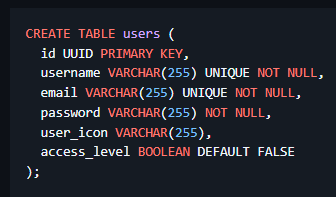 CREATE TABLE users (
  id UUID PRIMARY KEY,
  username VARCHAR(255) UNIQUE NOT NULL,
  email VARCHAR(255) UNIQUE NOT NULL,
  password VARCHAR(255) NOT NULL,
  user_icon VARCHAR(255),
  access_level BOOLEAN DEFAULT FALSE
);